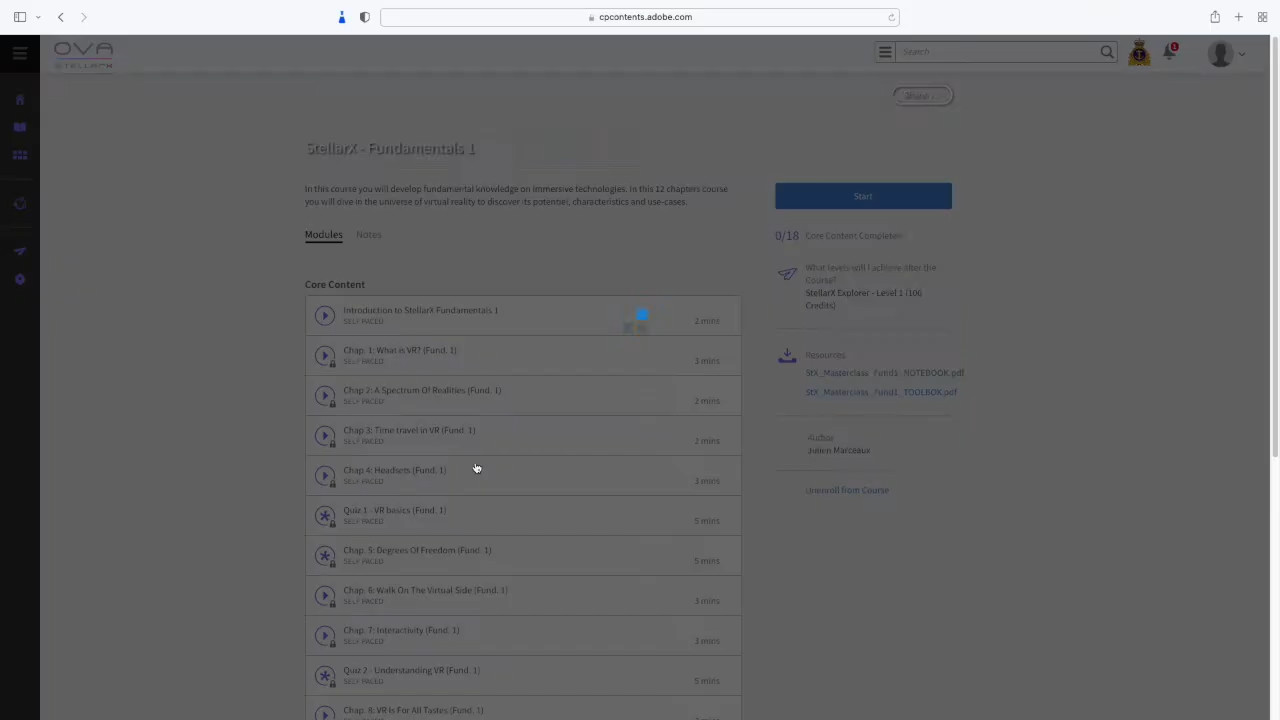 cpcontents.adobe.com
OVA
STELLARX
Search ...
1
Share ...
StellarX - Fundamentals 1
In this course you will develop fundamental knowledge on immersive technologies. In this 12 chapters course
you will dive in the universe of virtual reality to discover its potentiel, characteristics and use-cases.
Start
Modules
Notes
0/18 Core Content Completed
What levels will I achieve after the
Course?
StellarX Explorer - Level 1 (100
Credits)
Core Content
Introduction to StellarX Fundamentals 1
SELF PACED
2 mins
Chap. 1: What is VR? (Fund. 1)
SELF PACED
3 mins
Resources
StX_Masterclass_Fund1_NOTEBOOK.pdf
StX_Masterclass_Fund1_TOOLBOX.pdf
Chap 2: A Spectrum Of Realities (Fund. 1)
SELF PACED
2 mins
Chap 3: Time travel in VR (Fund. 1)
SELF PACED
2 mins
Author
Julien Marceaux
Chap 4: Headsets (Fund. 1)
SELF PACED
3 mins
Unenroll from Course
Quiz 1 - VR basics (Fund. 1)
SELF PACED
5 mins
Chap. 5: Degrees Of Freedom (Fund. 1)
SELF PACED
5 mins
Chap. 6: Walk On The Virtual Side (Fund. 1)
SELF PACED
3 mins
Chap. 7: Interactivity (Fund. 1)
SELF PACED
3 mins
Quiz 2 - Understanding VR (Fund. 1)
SELF PACED
5 mins
Chap. 8: VR Is For All Tastes (Fund. 1)